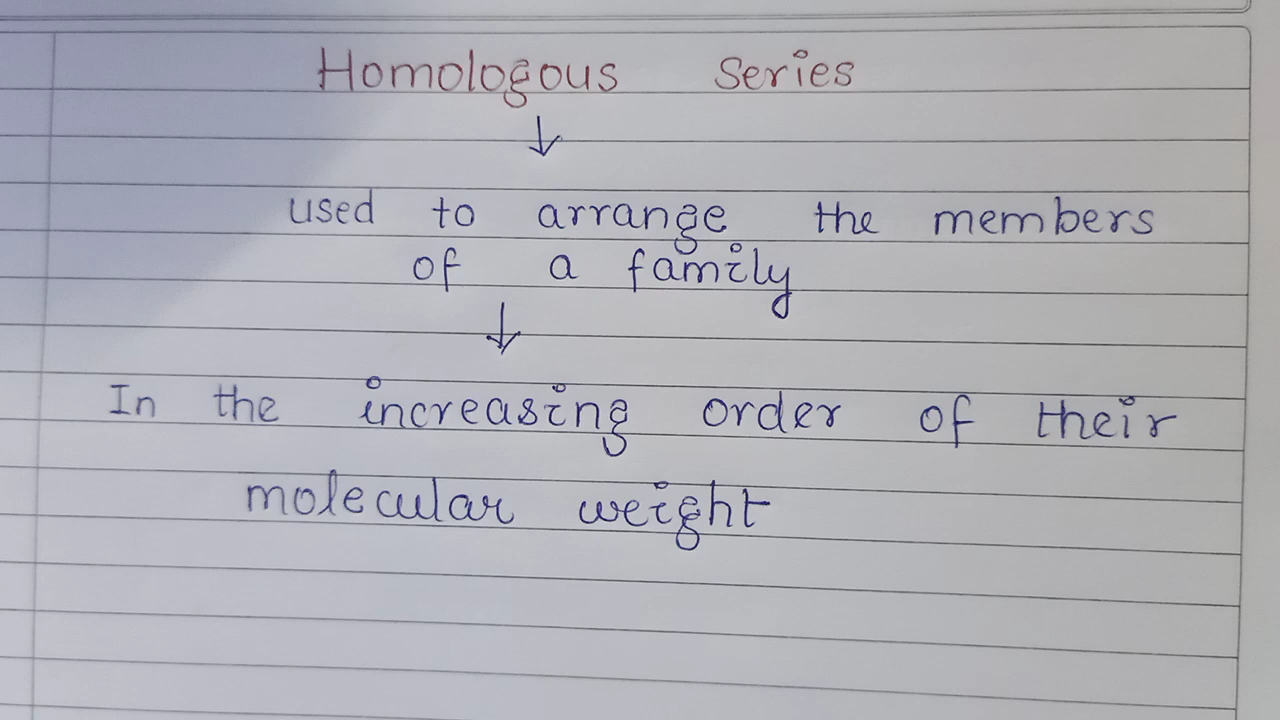 Homologous Series
↓
used to arrange the members
of a family
↓
In the increasing order of their
molecular weight